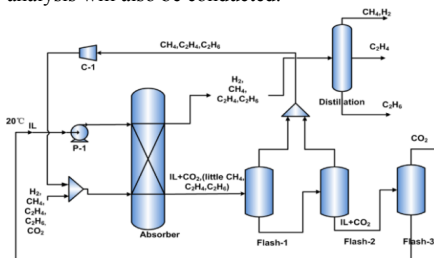 analysis will also be conducted.
CH₄,H₂
CH₄,C₂H₄,C₂H₆
C-1
H₂,
CH₄,
C₂H₄,C₂H₆
C₂H₄
Distillation
C₂H₆
20℃ IL
P-1
CO₂
IL+CO₂,(little CH₄,
C₂H₄,C₂H₆)
H₂,
CH₄,
C₂H₄,
C₂H₆,
CO₂
IL+CO₂
Absorber
Flash-1
Flash-2
Flash-3